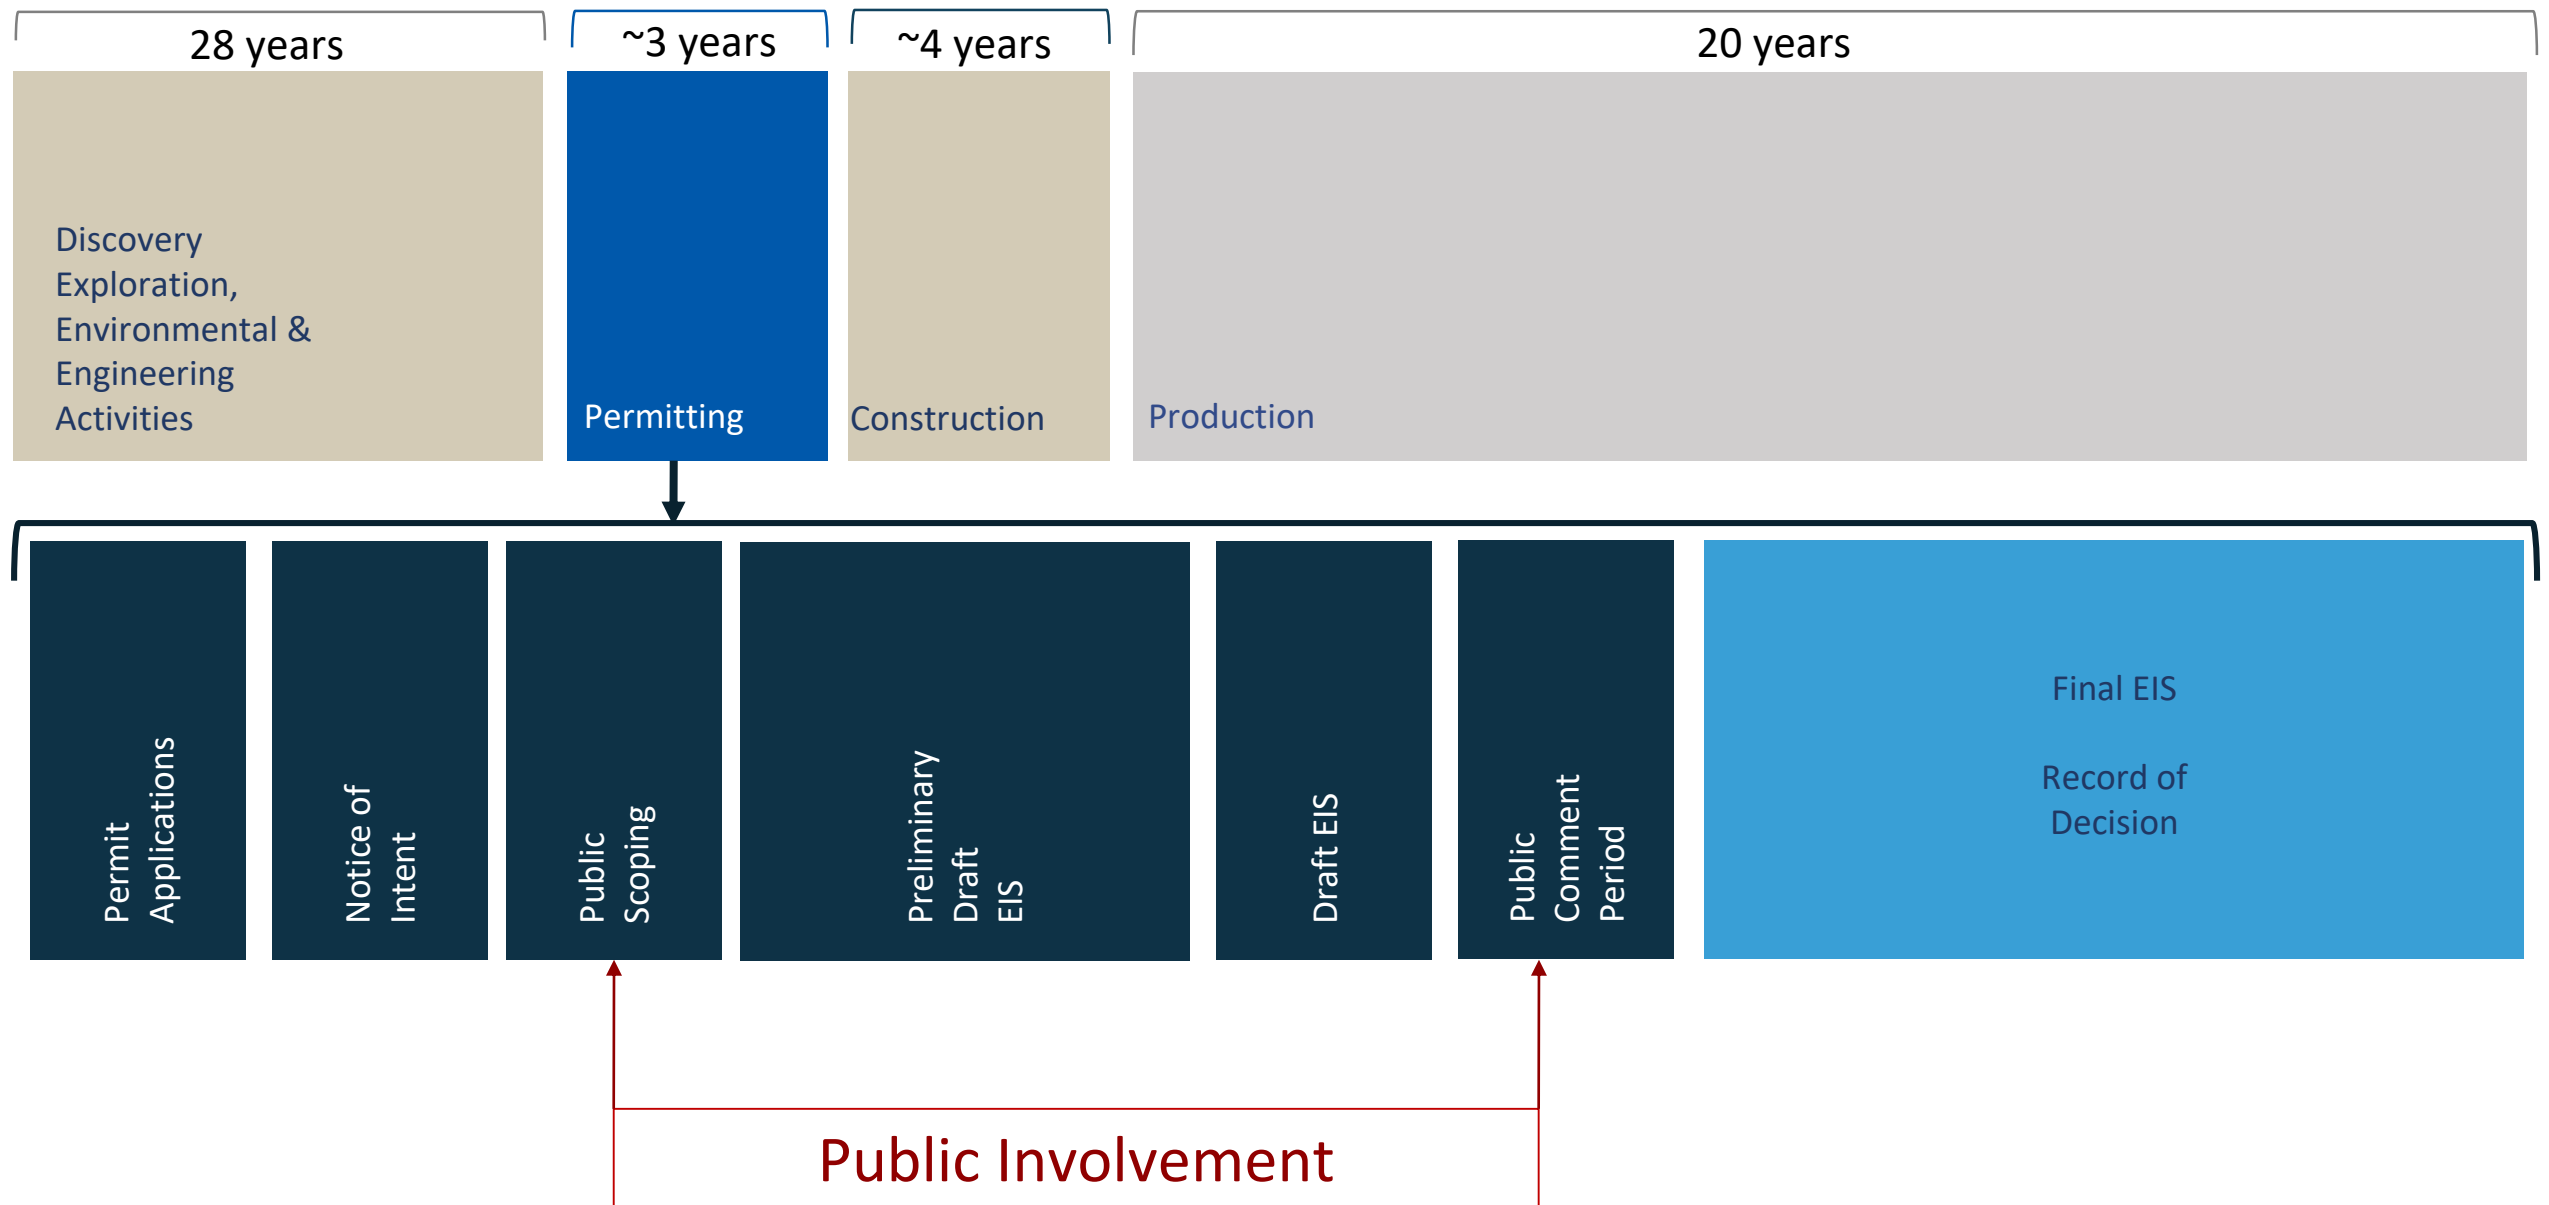 28 years
~3 years
~4 years
20 years
Discovery
Exploration,
Environmental &
Engineering
Activities
Permitting
Construction
Production
Permit
Applications
Notice of
Intent
Public
Scoping
Preliminary
Draft
EIS
Draft EIS
Public
Comment
Period
Final EIS
Record of
Decision
Public Involvement